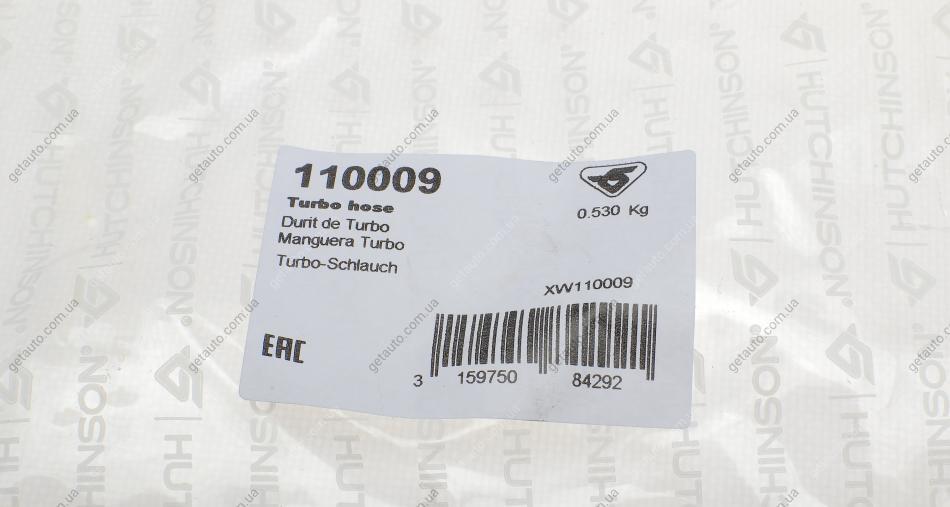 110009
Turbo hose
Durit de Turbo
Manguera Turbo
Turbo-Schlauch
0.530 Kg
XW110009
EAC
3 159750 84292
HUTCHINSON®
getauto.com.ua